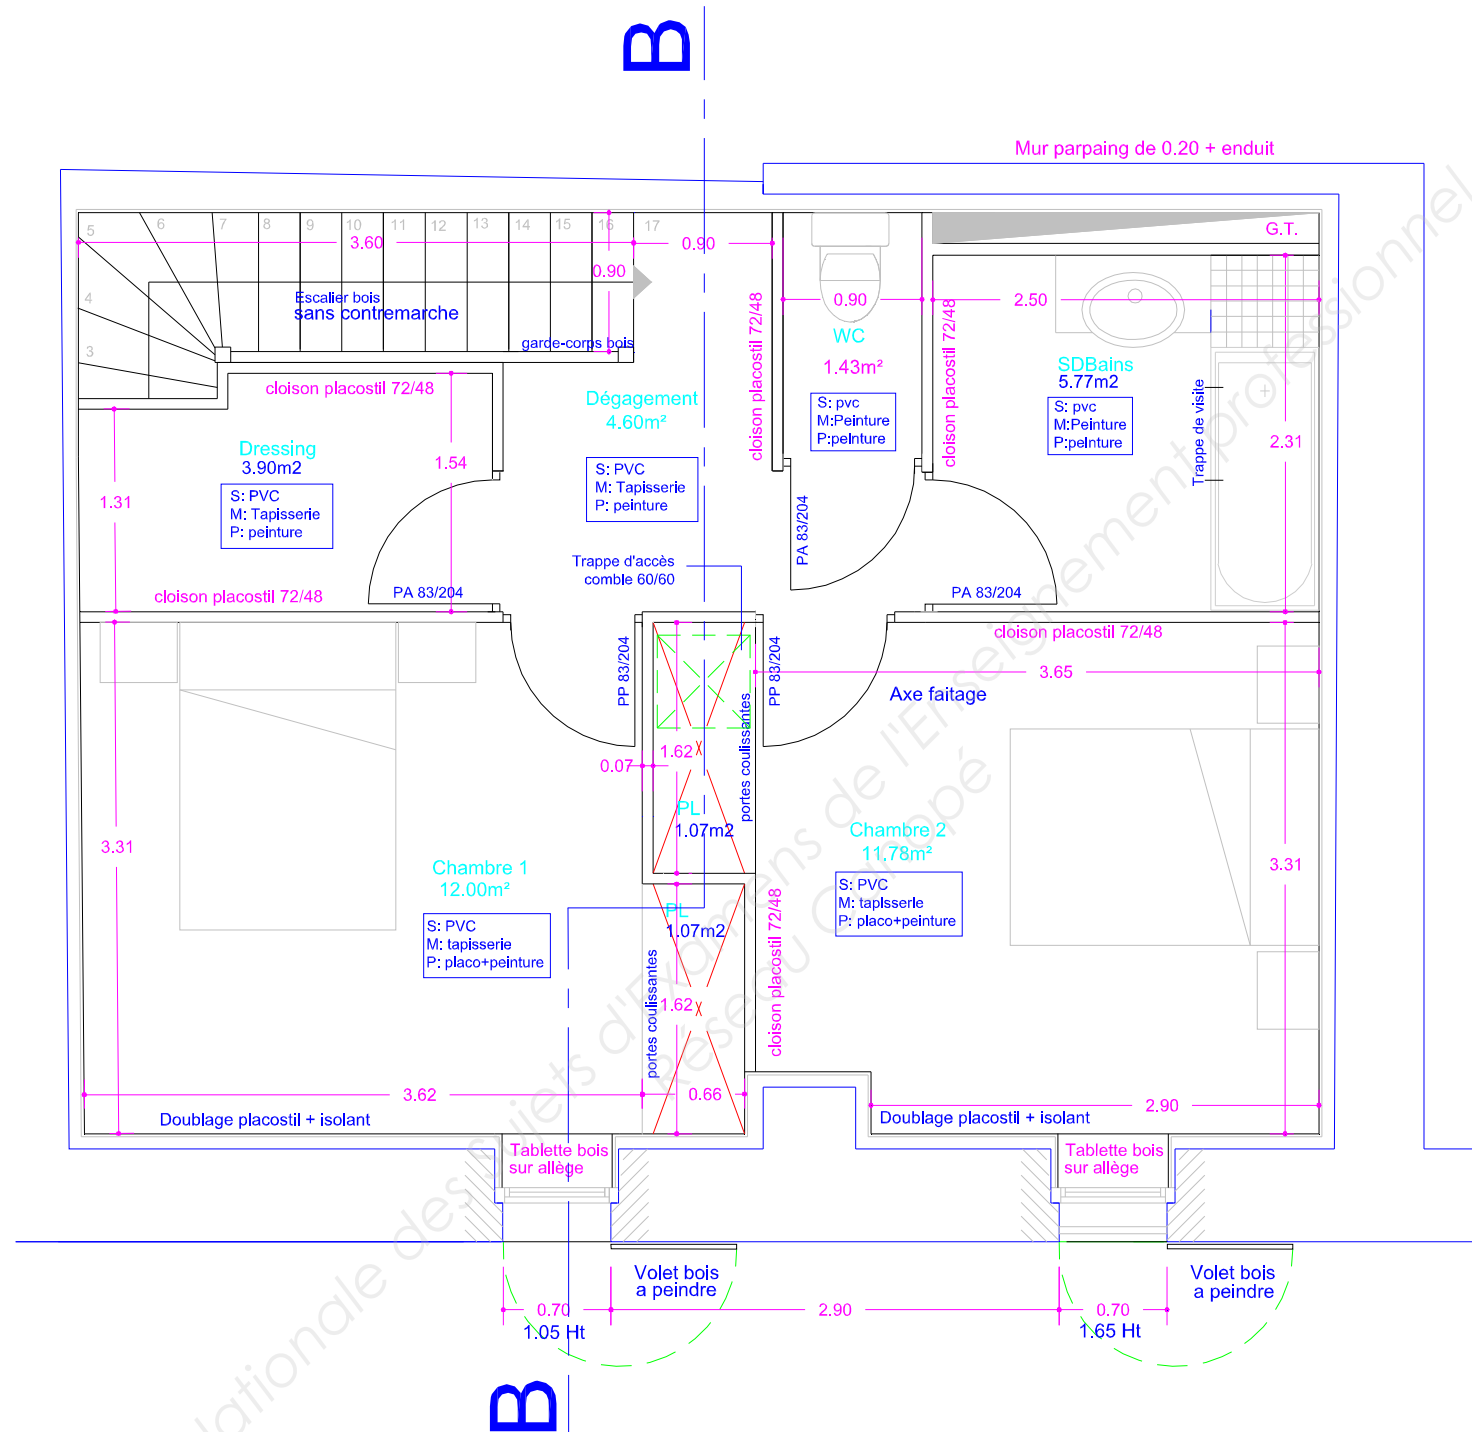 B
Mur parpaing de 0.20 + enduit
5
6
7
8
9
10
11
12
13
14
15
16
17
4
3
3.60
0.90
0.90
G.T.
Escalier bois
sans contremarche
garde-corps bois
cloison placostil 72/48
cloison placostil 72/48
0.90
WC
1.43m²
S: pvc
M:Peinture
P:peinture
cloison placostil 72/48
2.50
SDBains
5.77m2
S: pvc
M:Peinture
P:peinture
Trappe de visite
2.31
Dégagement
4.60m²
S: PVC
M: Tapisserie
P: peinture
Dressing
3.90m2
S: PVC
M: Tapisserie
P: peinture
1.54
1.31
cloison placostil 72/48
PA 83/204
PA 83/204
PA 83/204
Trappe d'accès
comble 60/60
PP 83/204
PP 83/204
cloison placostil 72/48
3.65
Axe faitage
portes coulissantes
0.07
1.62
PL
1.07m2
3.31
Chambre 1
12.00m²
S: PVC
M: tapisserie
P: placo+peinture
Chambre 2
11.78m²
S: PVC
M: tapisserie
P: placo+peinture
3.31
PL
1.07m2
portes coulissantes
1.62
cloison placostil 72/48
3.62
0.66
2.90
Doublage placostil + isolant
Doublage placostil + isolant
Tablette bois
sur allège
Tablette bois
sur allège
Volet bois
a peindre
Volet bois
a peindre
0.70
1.05 Ht
2.90
0.70
1.65 Ht
B
nationale des sujets d'Examens de l'Enseignement professionnel
Réseau Canopé